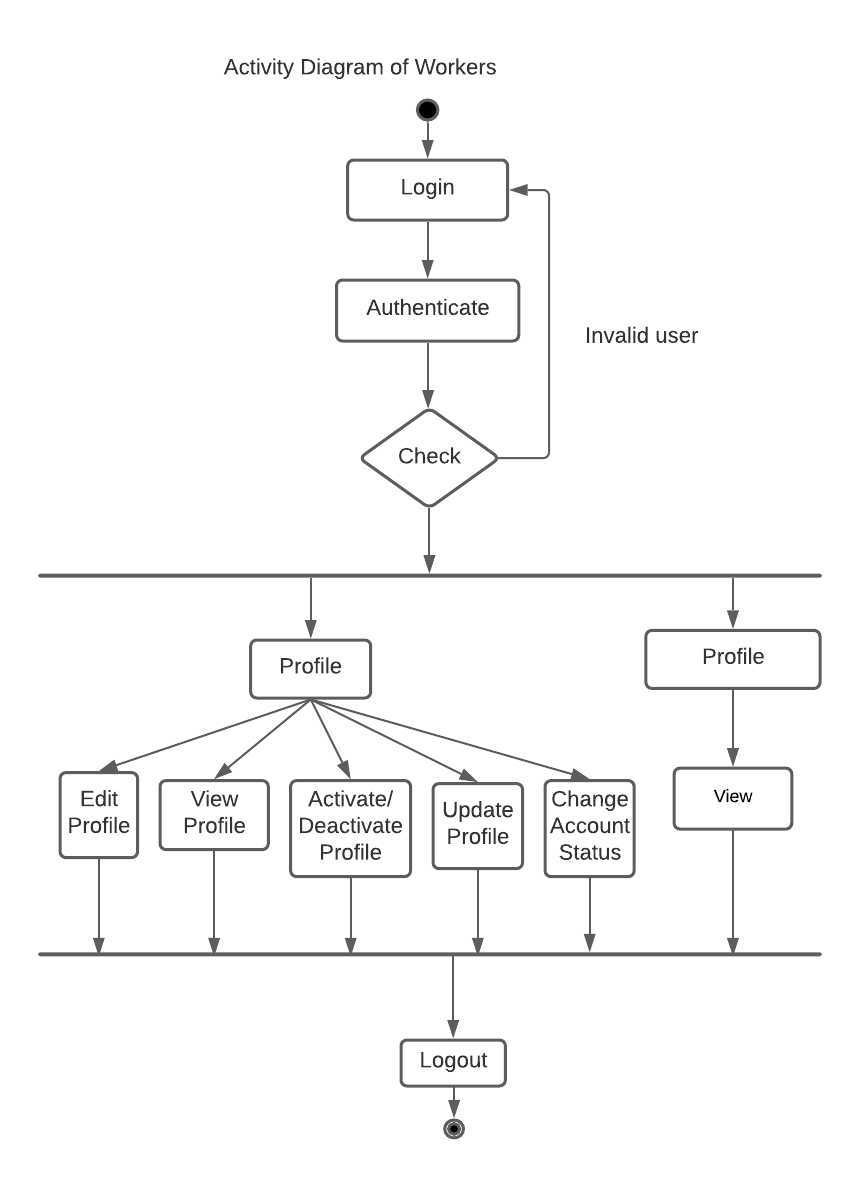 Activity Diagram of Workers
Login
Authenticate
Invalid user
Check
Profile
Profile
Edit
Profile
View
Profile
Activate/
Deactivate
Profile
Update
Profile
Change
Account
Status
View
Logout